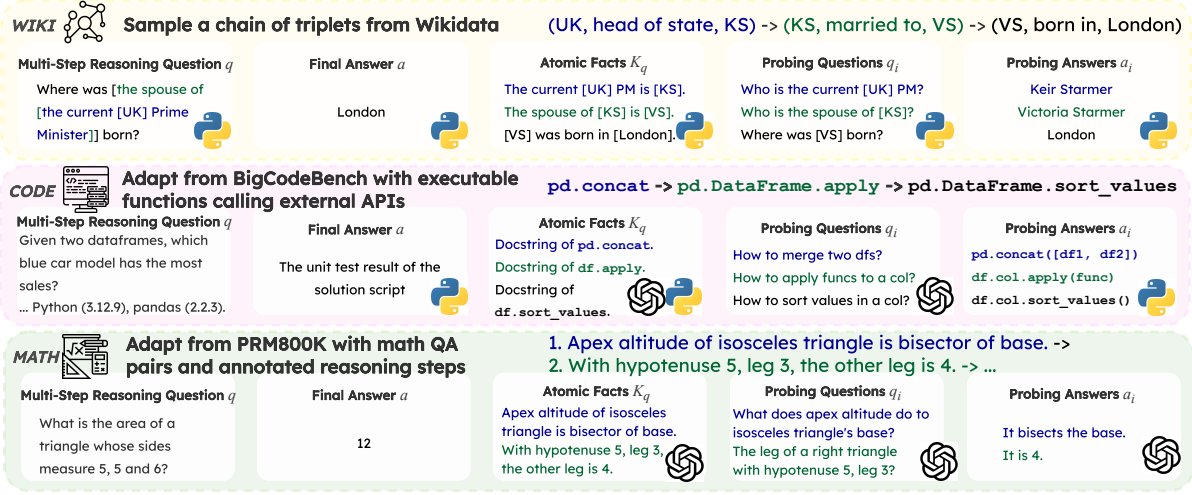 WIKI
Sample a chain of triplets from Wikidata
(UK, head of state, KS) -> (KS, married to, VS) -> (VS, born in, London)
Multi-Step Reasoning Question q
Where was [the spouse of
[the current [UK] Prime
Minister]] born?
Final Answer a
London
Atomic Facts K_q
The current [UK] PM is [KS].
The spouse of [KS] is [VS].
[VS] was born in [London].
Probing Questions q_i
Who is the current [UK] PM?
Who is the spouse of [KS]?
Where was [VS] born?
Probing Answers a_i
Keir Starmer
Victoria Starmer
London
CODE
Adapt from BigCodeBench with executable
functions calling external APIs
pd.concat -> pd.DataFrame.apply -> pd.DataFrame.sort_values
Multi-Step Reasoning Question q
Given two dataframes, which
blue car model has the most
sales?
... Python (3.12.9), pandas (2.2.3).
Final Answer a
The unit test result of the
solution script
Atomic Facts K_q
Docstring of pd.concat.
Docstring of df.apply.
Docstring of
df.sort_values.
Probing Questions q_i
How to merge two dfs?
How to apply funcs to a col?
How to sort values in a col?
Probing Answers a_i
pd.concat([df1, df2])
df.col.apply(func)
df.col.sort_values()
MATH
Adapt from PRM800K with math QA
pairs and annotated reasoning steps
1. Apex altitude of isosceles triangle is bisector of base. ->
2. With hypotenuse 5, leg 3, the other leg is 4. -> ...
Multi-Step Reasoning Question q
What is the area of a
triangle whose sides
measure 5, 5 and 6?
Final Answer a
12
Atomic Facts K_q
Apex altitude of isosceles
triangle is bisector of base.
With hypotenuse 5, leg 3,
the other leg is 4.
Probing Questions q_i
What does apex altitude do to
isosceles triangle's base?
The leg of a right triangle
with hypotenuse 5, leg 3?
Probing Answers a_i
It bisects the base.
It is 4.